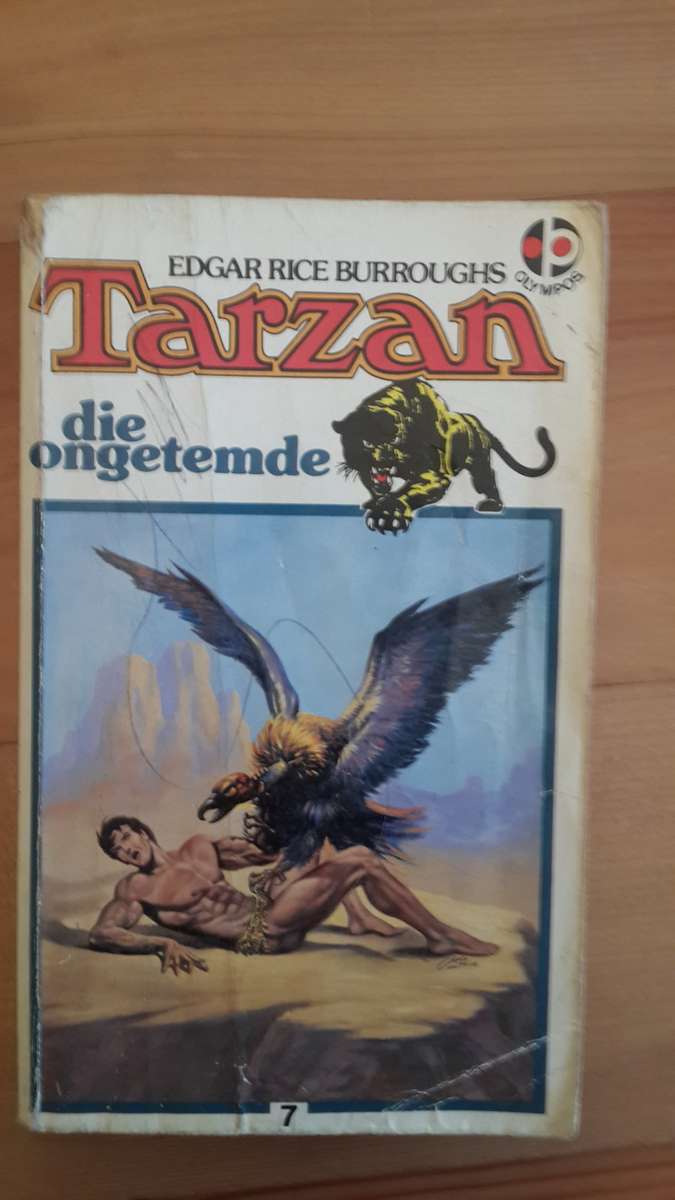 EDGAR RICE BURROUGHS
OLYMPOS
Tarzan
die
ongetemde
7